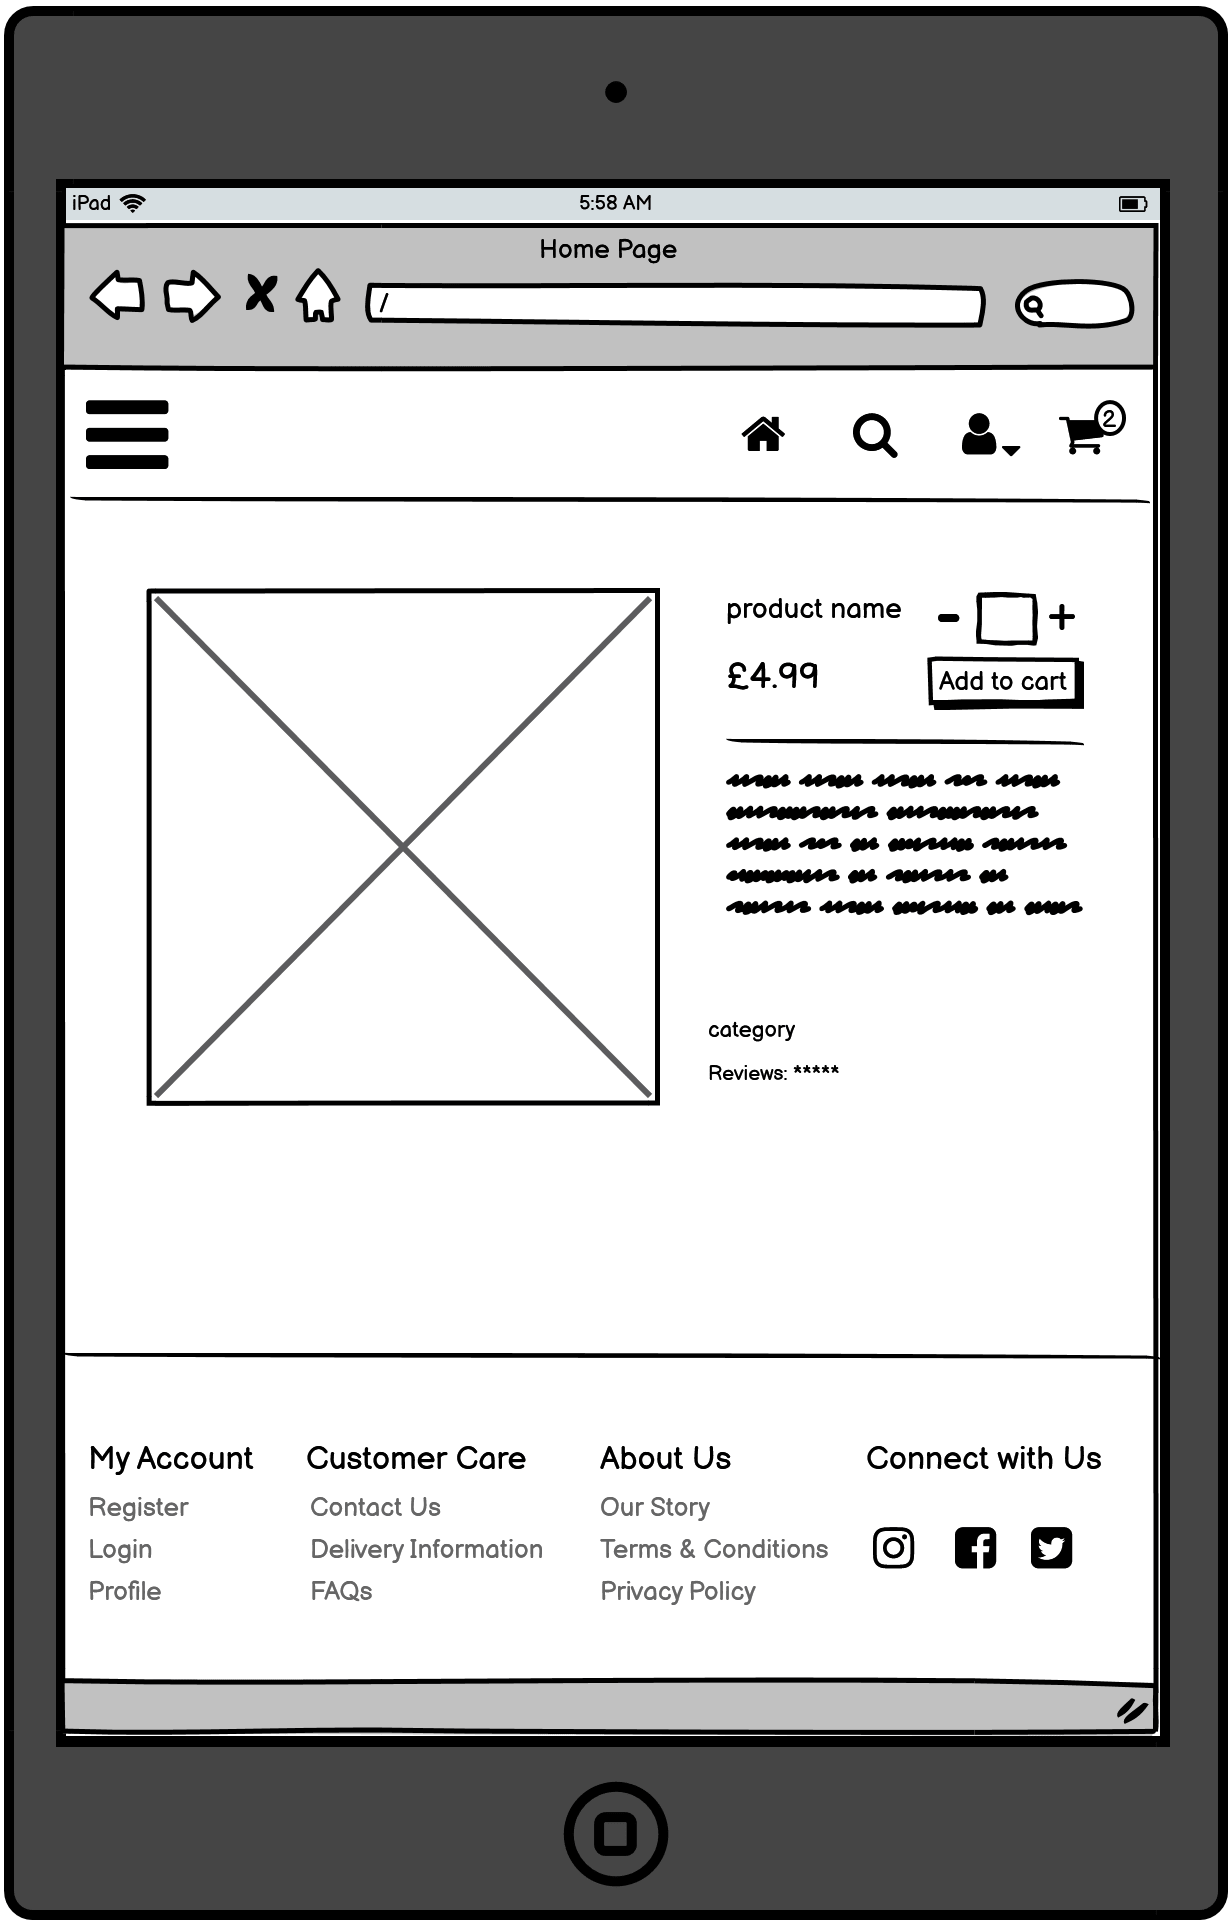 iPad 5:58 AM
Home Page
/
2
product name - +
£4.99 Add to cart
category
Reviews: *****
My Account Customer Care About Us Connect with Us
Register Contact Us Our Story
Login Delivery Information Terms & Conditions
Profile FAQs Privacy Policy